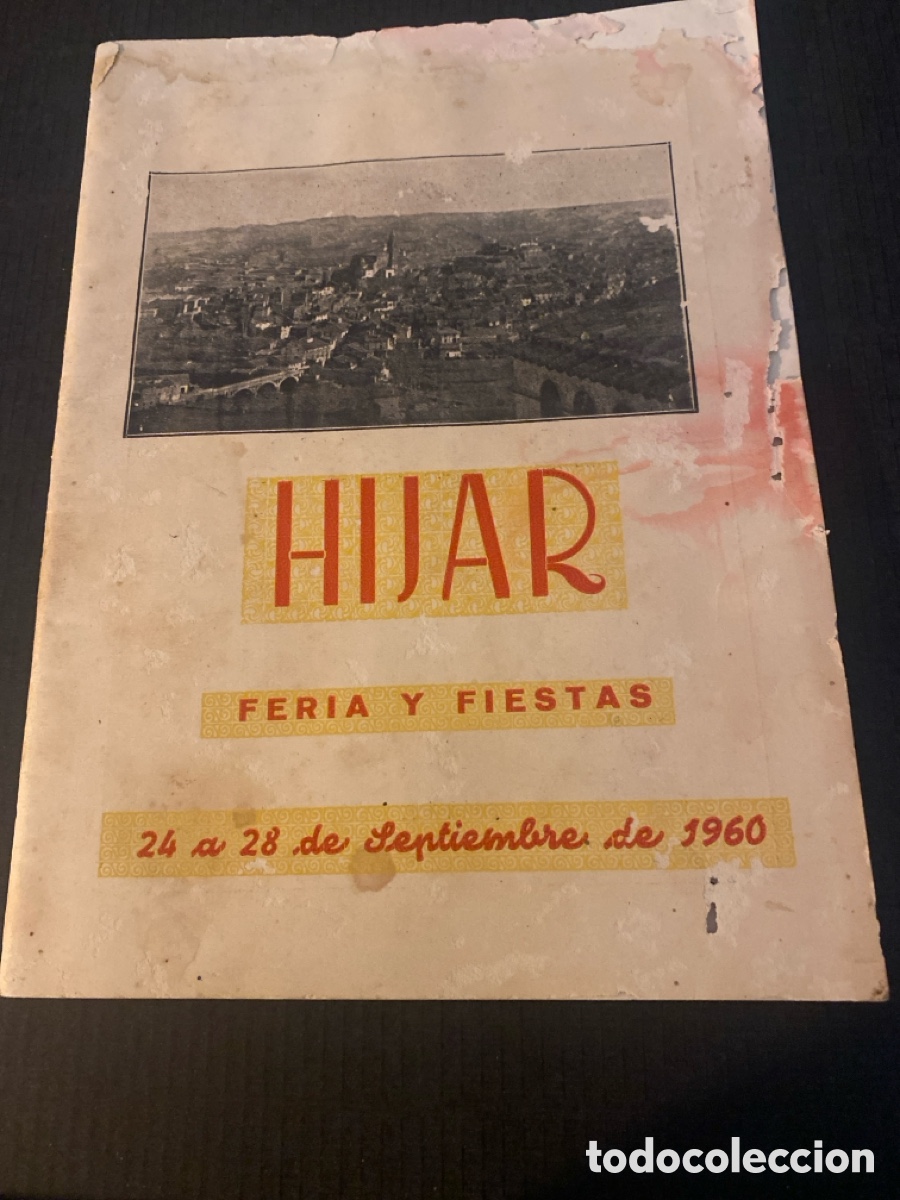 HIJAR
FERIA Y FIESTAS
24 a 28 de Septiembre de 1960
todocoleccion